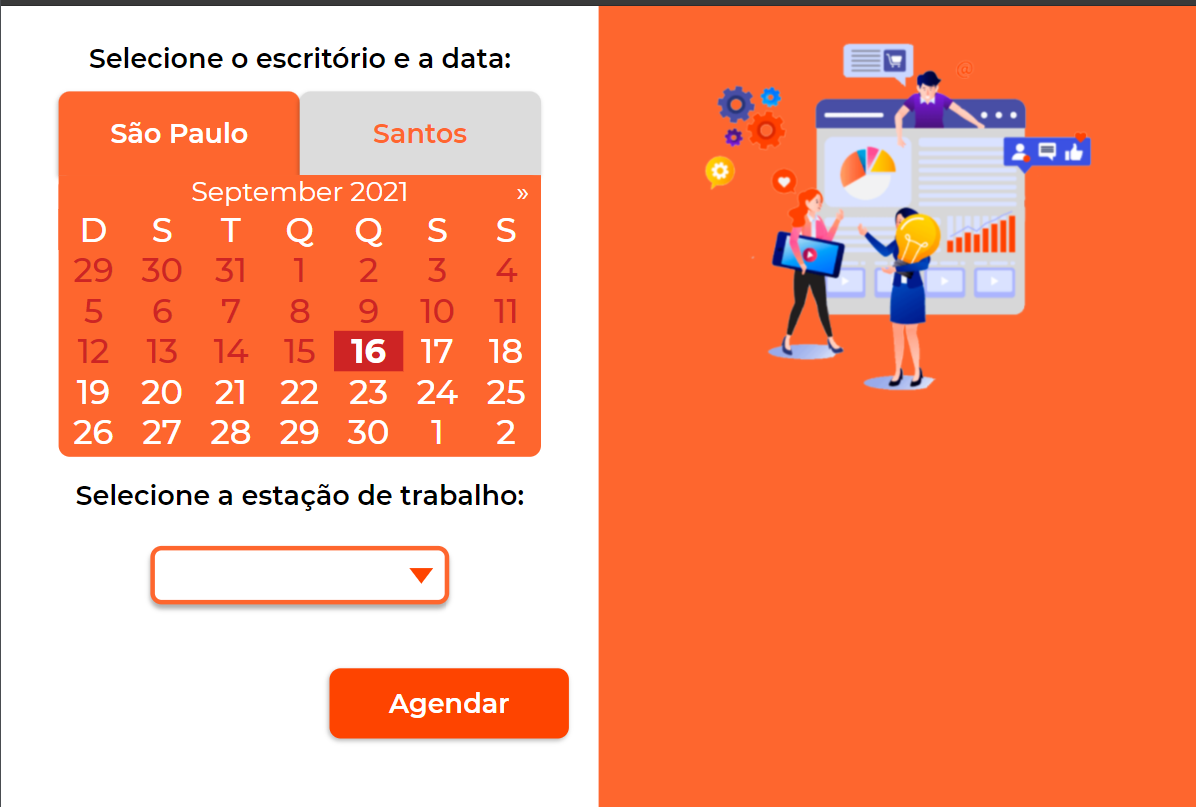 Selecione o escritório e a data:
São Paulo Santos
September 2021 »
D S T Q Q S S
29 30 31 1 2 3 4
5 6 7 8 9 10 11
12 13 14 15 16 17 18
19 20 21 22 23 24 25
26 27 28 29 30 1 2
Selecione a estação de trabalho:
Agendar
@